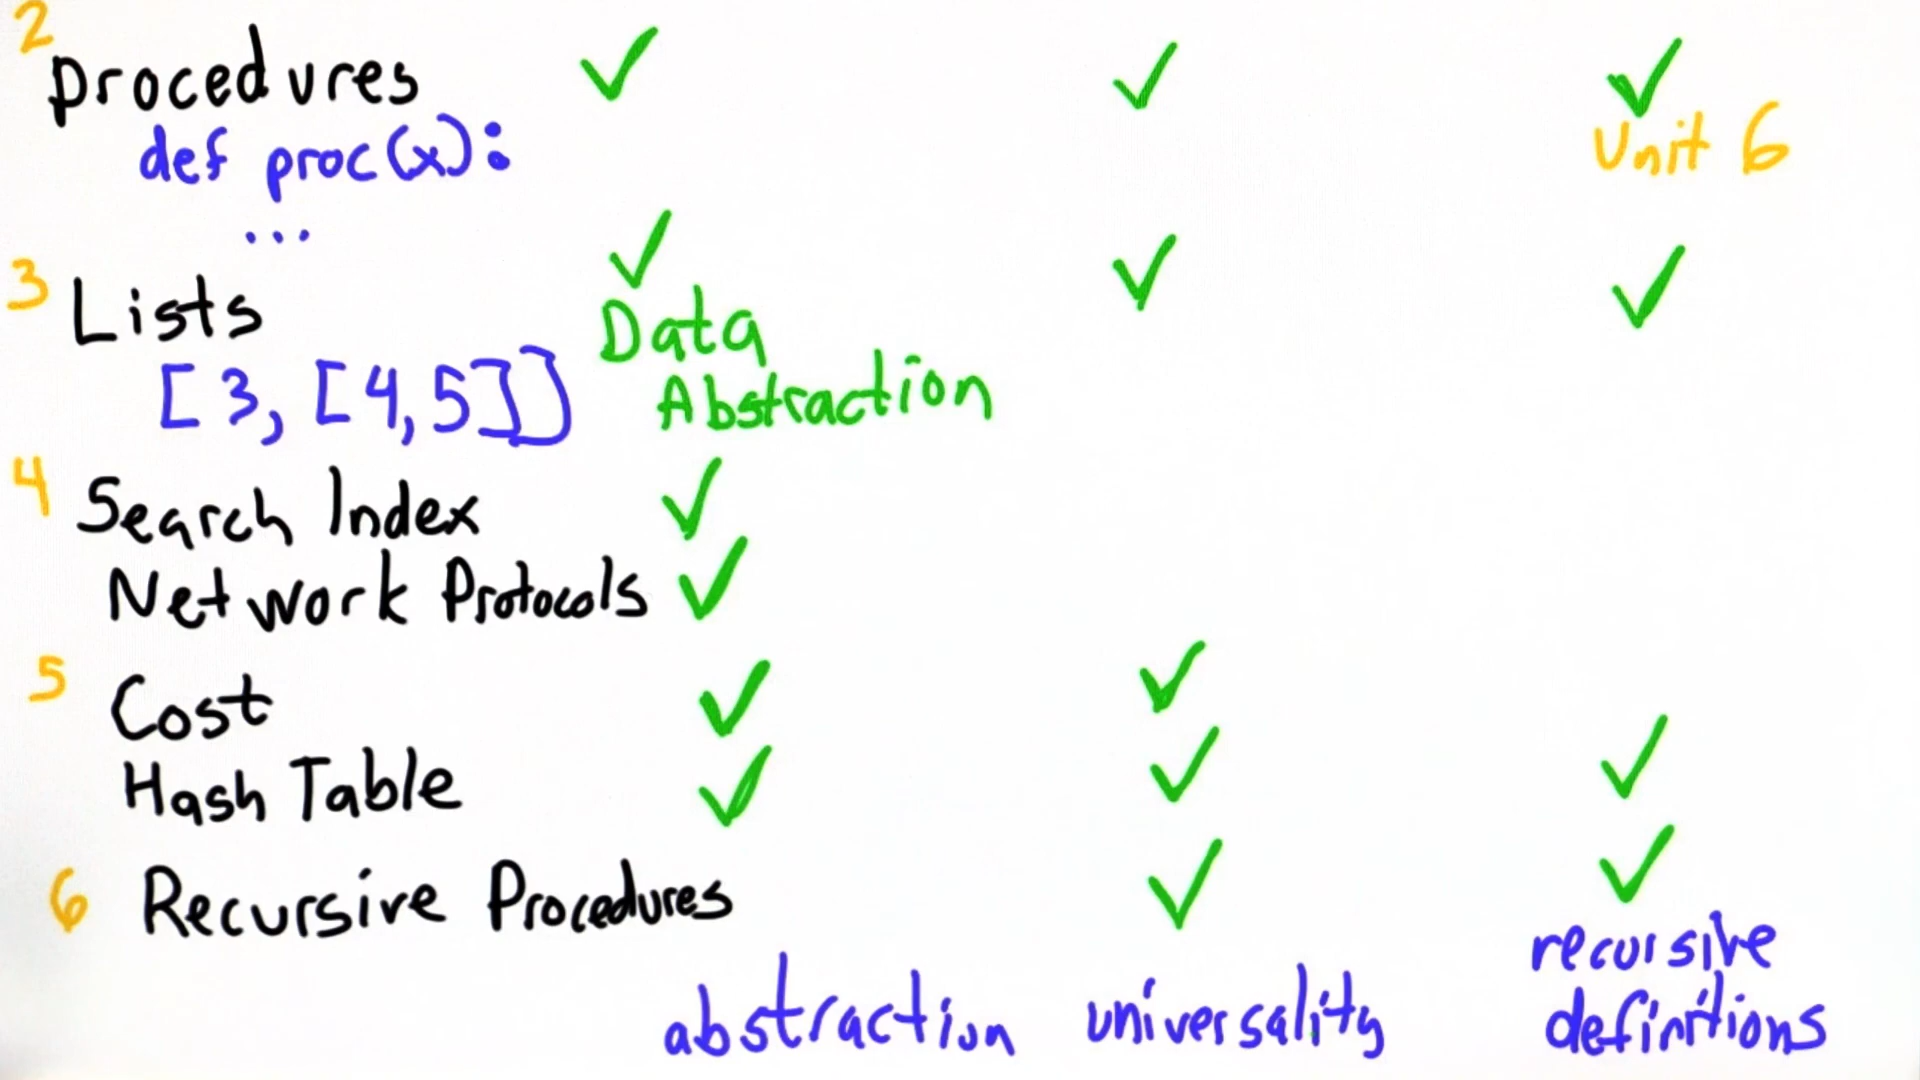 2
Procedures ✓ ✓ ✓
def proc(x): Unit 6
...
3 Lists ✓ ✓ ✓
Data
[3, [4,5]] Abstraction
4 Search Index ✓
Network Protocols ✓
5 Cost ✓ ✓
Hash Table ✓ ✓ ✓
6 Recursive Procedures ✓ ✓
recursive
abstraction universality definitions